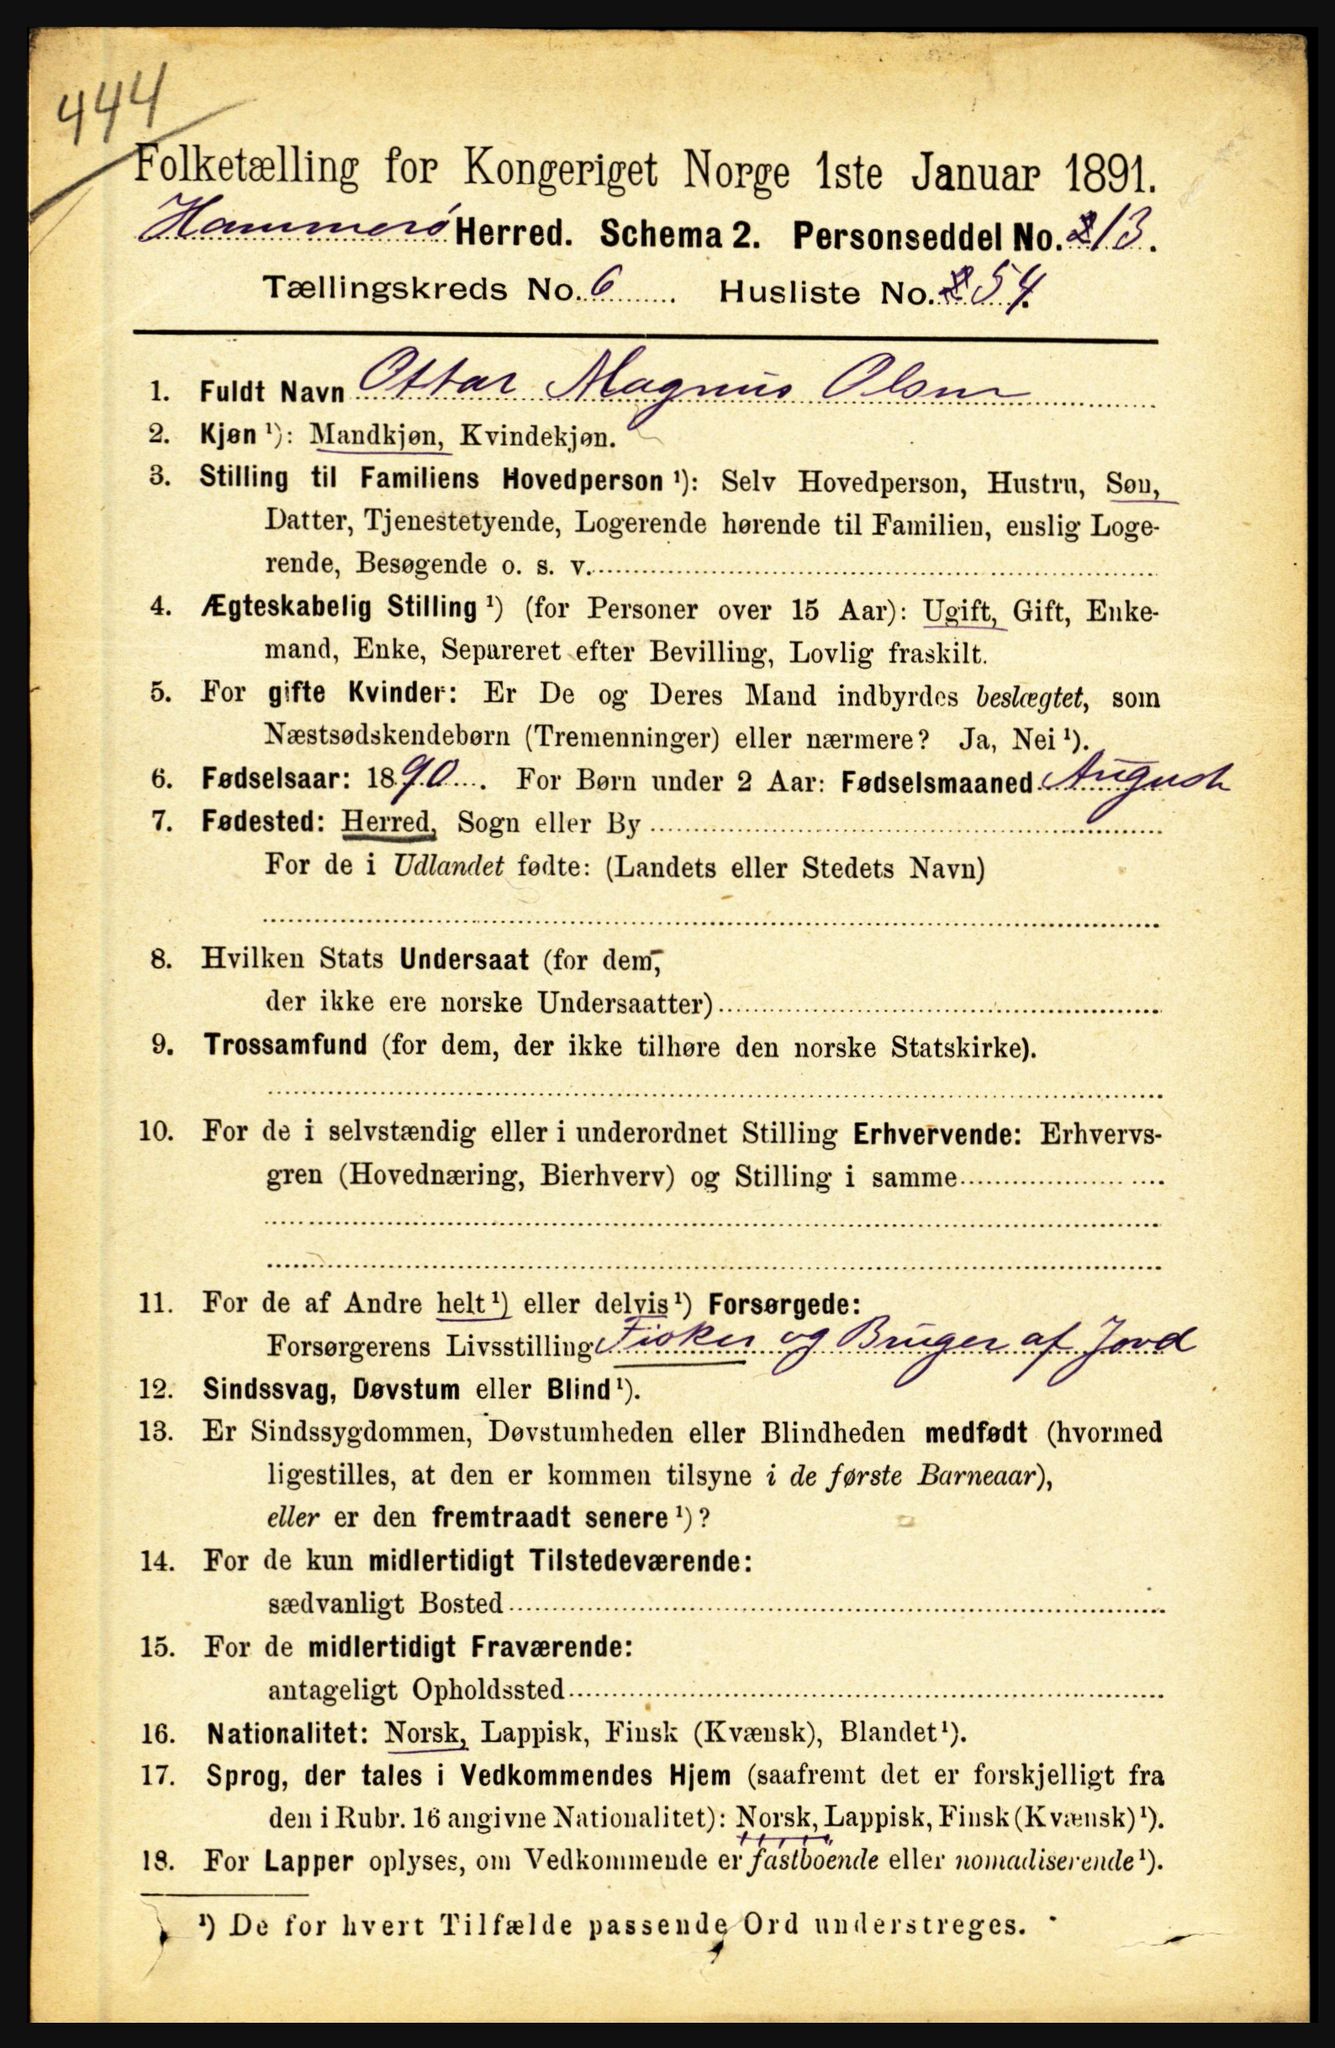 444
Folketælling for Kongeriget Norge 1ste Januar 1891.
Hammerø Herred. Schema 2. Personseddel No. 13.
Tællingskreds No. 6 Husliste No. 54.
1. Fuldt Navn Ottar Magnus Olsen
2. Kjøn ¹): Mandkjøn, Kvindekjøn.
3. Stilling til Familiens Hovedperson ¹): Selv Hovedperson, Hustru, Søn,
Datter, Tjenestetyende, Logerende hørende til Familien, enslig Loge-
rende, Besøgende o. s. v.
4. Ægteskabelig Stilling ¹) (for Personer over 15 Aar): Ugift, Gift, Enke-
mand, Enke, Separeret efter Bevilling, Lovlig fraskilt.
5. For gifte Kvinder: Er De og Deres Mand indbyrdes beslægtet, som
Næstsødskendebørn (Tremenninger) eller nærmere? Ja, Nei ¹).
6. Fødselsaar: 1890. For Børn under 2 Aar: Fødselsmaaned August
7. Fødested: Herred, Sogn eller By
For de i Udlandet fødte: (Landets eller Stedets Navn)
8. Hvilken Stats Undersaat (for dem,
der ikke ere norske Undersaatter)
9. Trossamfund (for dem, der ikke tilhøre den norske Statskirke).
10. For de i selvstændig eller i underordnet Stilling Erhvervende: Erhvervs-
gren (Hovednæring, Bierhverv) og Stilling i samme
11. For de af Andre helt ¹) eller delvis ¹) Forsørgede:
Forsørgerens Livsstilling Fisker og Bruger af Jord
12. Sindssvag, Døvstum eller Blind ¹).
13. Er Sindssygdommen, Døvstumheden eller Blindheden medfødt (hvormed
ligestilles, at den er kommen tilsyne i de første Barneaar),
eller er den fremtraadt senere ¹)?
14. For de kun midlertidigt Tilstedeværende:
sædvanligt Bosted
15. For de midlertidigt Fraværende:
antageligt Opholdssted
16. Nationalitet: Norsk, Lappisk, Finsk (Kvænsk), Blandet ¹).
17. Sprog, der tales i Vedkommendes Hjem (saafremt det er forskjelligt fra
den i Rubr. 16 angivne Nationalitet): Norsk, Lappisk, Finsk (Kvænsk) ¹).
18. For Lapper oplyses, om Vedkommende er fastboende eller nomadiserende ¹).
¹) De for hvert Tilfælde passende Ord understreges.